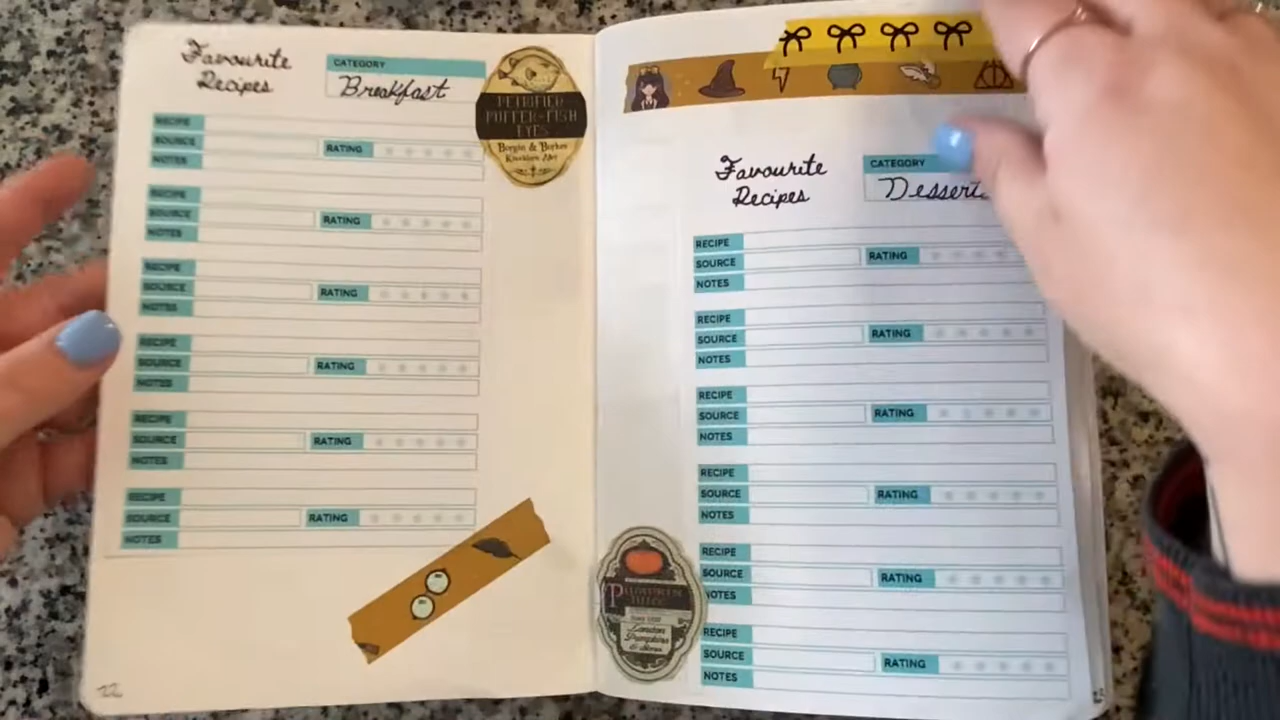 Favourite
Recipes
CATEGORY
Breakfast
RECIPE
SOURCE
RATING
NOTES
RECIPE
SOURCE
RATING
NOTES
RECIPE
SOURCE
RATING
NOTES
RECIPE
SOURCE
RATING
NOTES
RECIPE
SOURCE
RATING
NOTES
RECIPE
SOURCE
RATING
NOTES
PETRIFIED
PUFFER-FISH
EYES
Borgin & Burkes
Knockturn Alley
22
Favourite
Recipes
CATEGORY
Desserts
RECIPE
SOURCE
RATING
NOTES
RECIPE
SOURCE
RATING
NOTES
RECIPE
SOURCE
RATING
NOTES
RECIPE
SOURCE
RATING
NOTES
RECIPE
SOURCE
RATING
NOTES
RECIPE
SOURCE
RATING
NOTES
London